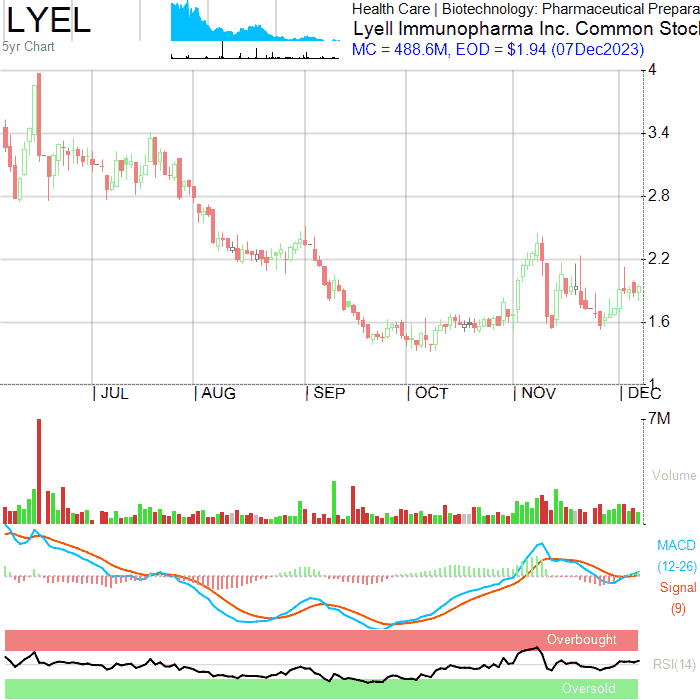 LYEL
5yr Chart
Health Care | Biotechnology: Pharmaceutical Prepara
Lyell Immunopharma Inc. Common Stoc
MC = 488.6M, EOD = $1.94 (07Dec2023)
4
3.4
2.8
2.2
1.6
1
| JUL | AUG | SEP | OCT | NOV | DEC
7M
Volume
MACD
(12-26)
Signal
(9)
Overbought
RSI(14)
Oversold